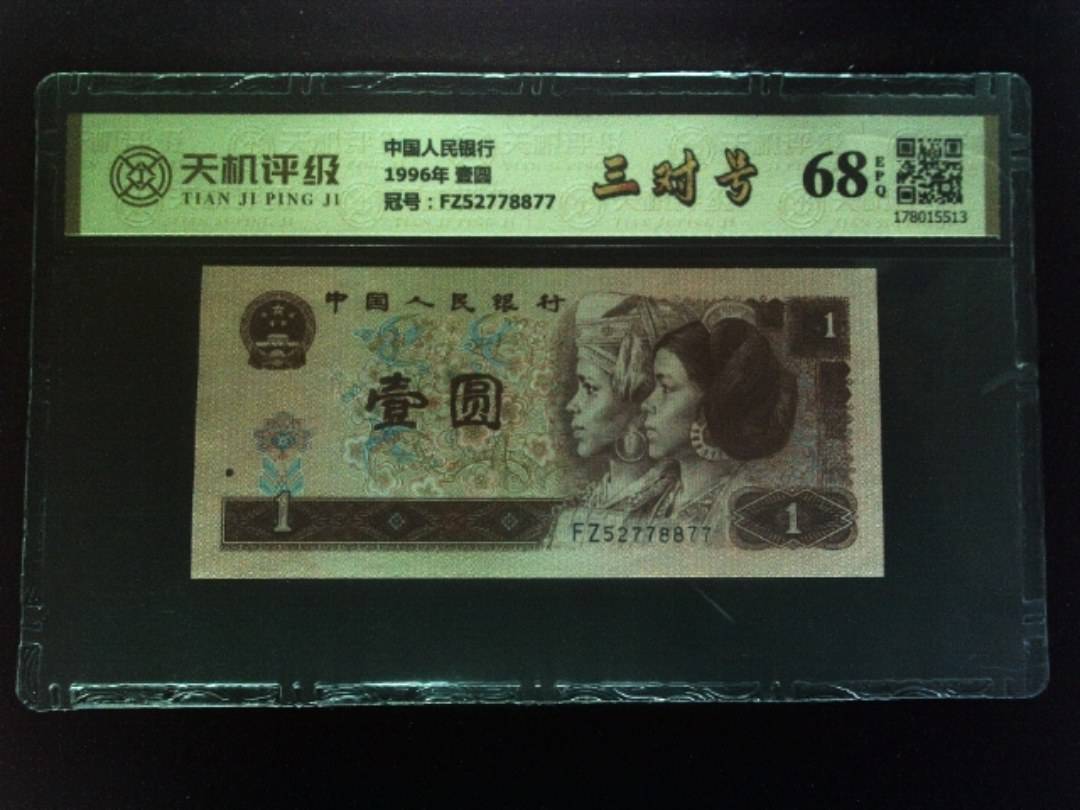 天机评级
TIAN JI PING JI
中国人民银行
1996年 壹圆
冠号：FZ52778877
三对号
68
EPQ
178015513
中国人民银行
1
壹圆
1
FZ52778877
1